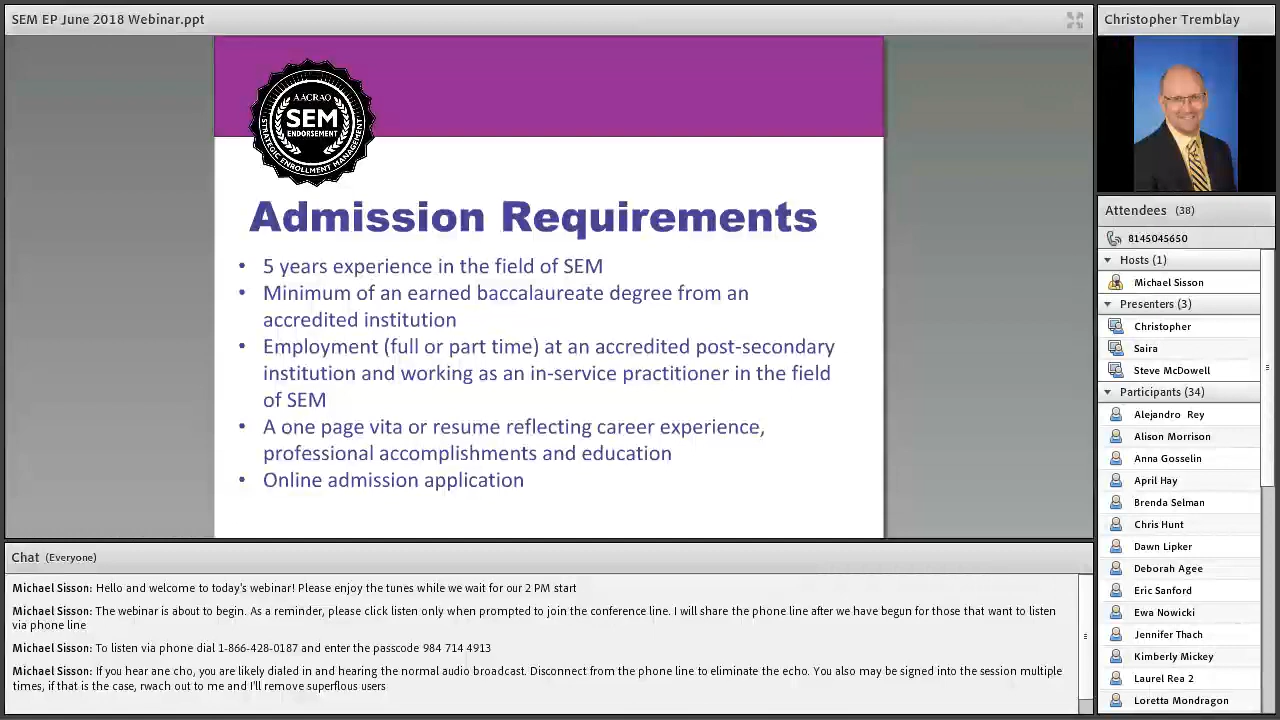 SEM EP June 2018 Webinar.ppt
AACRAO
SEM
ENDORSEMENT
STRATEGIC ENROLLMENT MANAGEMENT
Admission Requirements
• 5 years experience in the field of SEM
• Minimum of an earned baccalaureate degree from an
accredited institution
• Employment (full or part time) at an accredited post-secondary
institution and working as an in-service practitioner in the field
of SEM
• A one page vita or resume reflecting career experience,
professional accomplishments and education
• Online admission application
Chat (Everyone)
Michael Sisson: Hello and welcome to today's webinar! Please enjoy the tunes while we wait for our 2 PM start
Michael Sisson: The webinar is about to begin. As a reminder, please click listen only when prompted to join the conference line. I will share the phone line after we have begun for those that want to listen
via phone line
Michael Sisson: To listen via phone dial 1-866-428-0187 and enter the passcode 984 714 4913
Michael Sisson: If you hear ane cho, you are likely dialed in and hearing the normal audio broadcast. Disconnect from the phone line to eliminate the echo. You also may be signed into the session multiple
times, if that is the case, rwach out to me and I'll remove superflous users
Christopher Tremblay
Attendees (38)
8145045650
Hosts (1)
Michael Sisson
Presenters (3)
Christopher
Saira
Steve McDowell
Participants (34)
Alejandro Rey
Alison Morrison
Anna Gosselin
April Hay
Brenda Selman
Chris Hunt
Dawn Lipker
Deborah Agee
Eric Sanford
Ewa Nowicki
Jennifer Thach
Kimberly Mickey
Laurel Rea 2
Loretta Mondragon